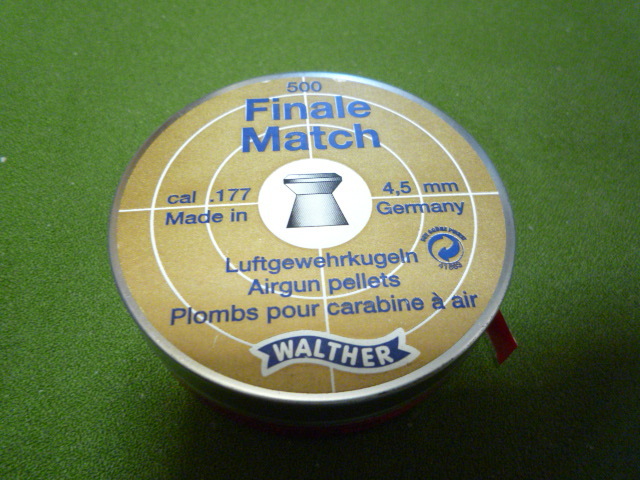 500
Finale
Match
cal .177 4,5 mm
Made in Germany
Luftgewehrkugeln
Airgun pellets
Plombs pour carabine à air
WALTHER